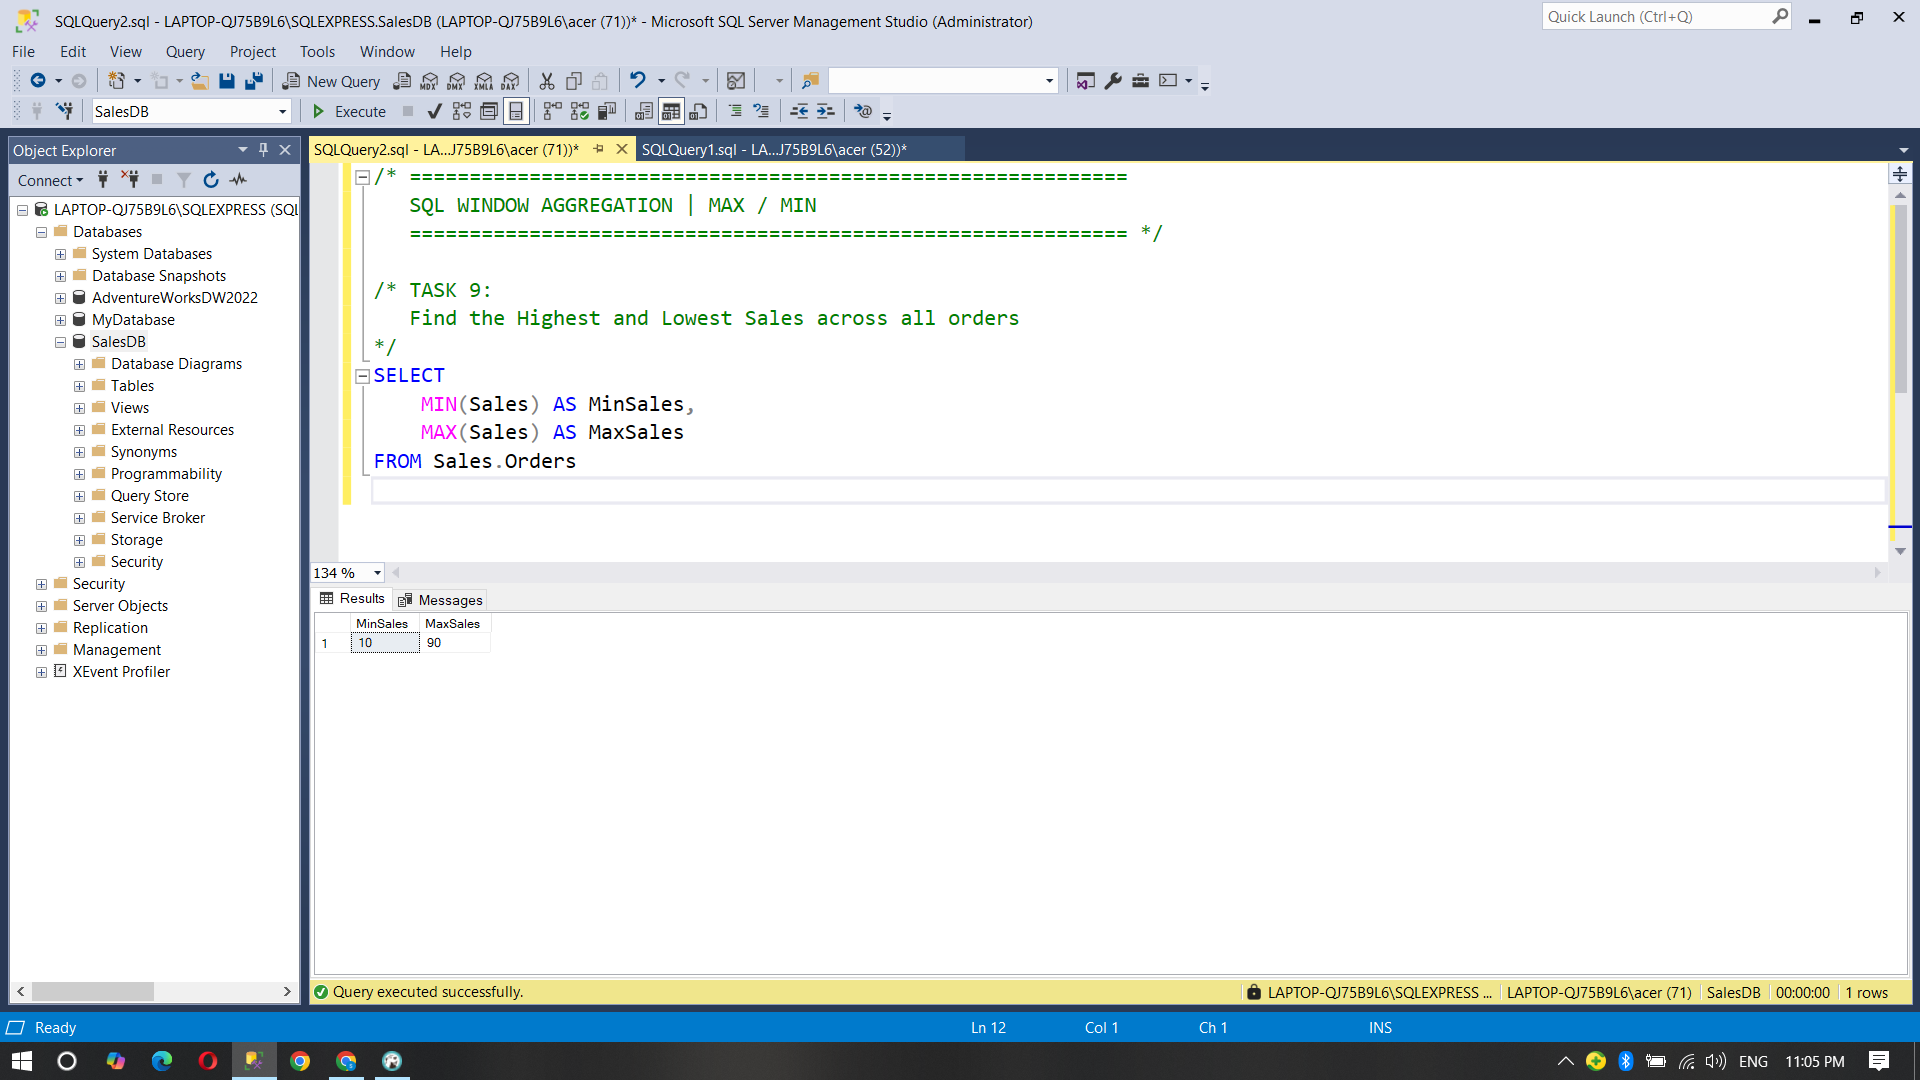 SQLQuery2.sql - LAPTOP-QJ75B9L6\SQLEXPRESS.SalesDB (LAPTOP-QJ75B9L6\acer (71))* - Microsoft SQL Server Management Studio (Administrator)
Quick Launch (Ctrl+Q)
File Edit View Query Project Tools Window Help
New Query
MDX DMX XMLA DAX
SalesDB
Execute
Object Explorer
SQLQuery2.sql - LA...J75B9L6\acer (71))*
SQLQuery1.sql - LA...J75B9L6\acer (52))*
Connect
LAPTOP-QJ75B9L6\SQLEXPRESS (SQL
Databases
System Databases
Database Snapshots
AdventureWorksDW2022
MyDatabase
SalesDB
Database Diagrams
Tables
Views
External Resources
Synonyms
Programmability
Query Store
Service Broker
Storage
Security
Security
Server Objects
Replication
Management
XEvent Profiler
/* ============================================================
SQL WINDOW AGGREGATION | MAX / MIN
============================================================ */
/* TASK 9:
Find the Highest and Lowest Sales across all orders
*/
SELECT
MIN(Sales) AS MinSales,
MAX(Sales) AS MaxSales
FROM Sales.Orders
134 %
Results Messages
MinSales MaxSales
1 10 90
Query executed successfully.
LAPTOP-QJ75B9L6\SQLEXPRESS ... LAPTOP-QJ75B9L6\acer (71) SalesDB 00:00:00 1 rows
Ready
Ln 12 Col 1 Ch 1 INS
ENG 11:05 PM